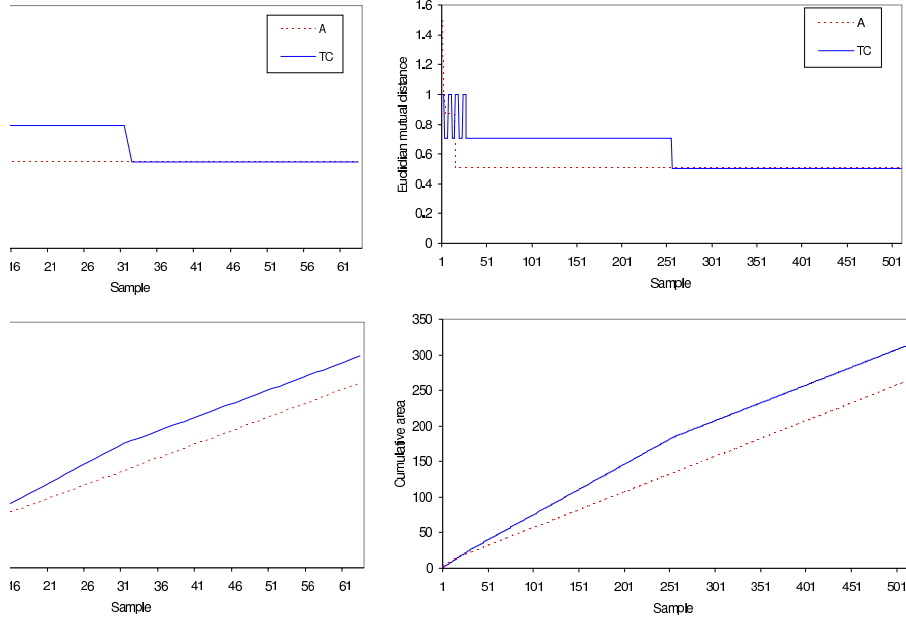 A
TC
16 21 26 31 36 41 46 51 56 61
Sample
Euclidian mutual distance
1.6
1.4
1.2
1
0.8
0.6
0.4
0.2
0
A
TC
1 51 101 151 201 251 301 351 401 451 501
Sample
16 21 26 31 36 41 46 51 56 61
Sample
Cumulative area
350
300
250
200
150
100
50
0
1 51 101 151 201 251 301 351 401 451 501
Sample